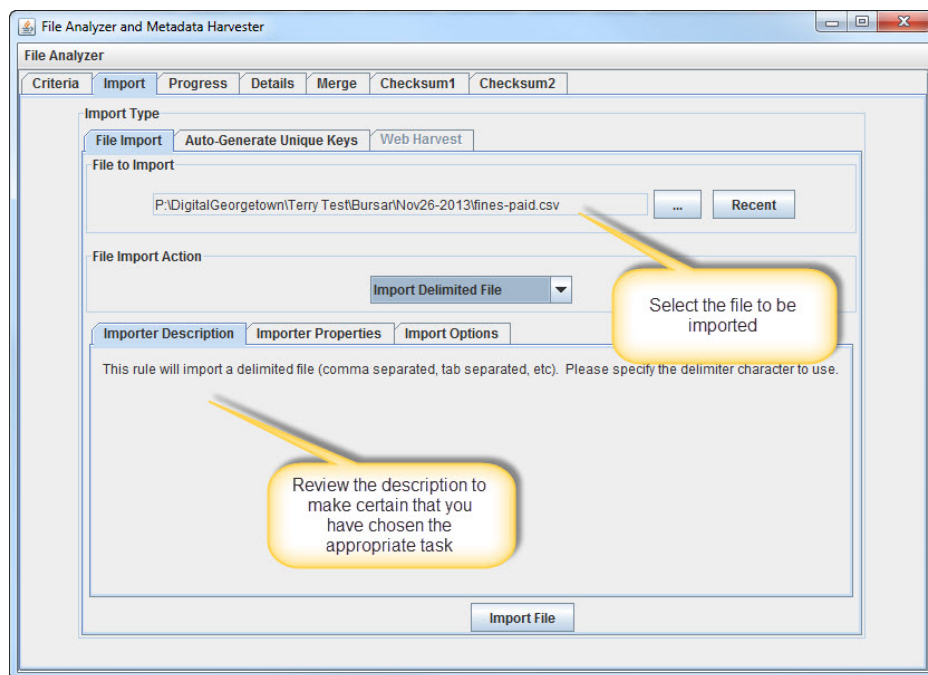 File Analyzer and Metadata Harvester
File Analyzer
Criteria Import Progress Details Merge Checksum1 Checksum2
Import Type
File Import Auto-Generate Unique Keys Web Harvest
File to Import
P:\DigitalGeorgetown\Terry Test\Bursar\Nov26-2013\fines-paid.csv ... Recent
File Import Action
Import Delimited File
Select the file to be
imported
Importer Description Importer Properties Import Options
This rule will import a delimited file (comma separated, tab separated, etc). Please specify the delimiter character to use.
Review the description to
make certain that you
have chosen the
appropriate task
Import File